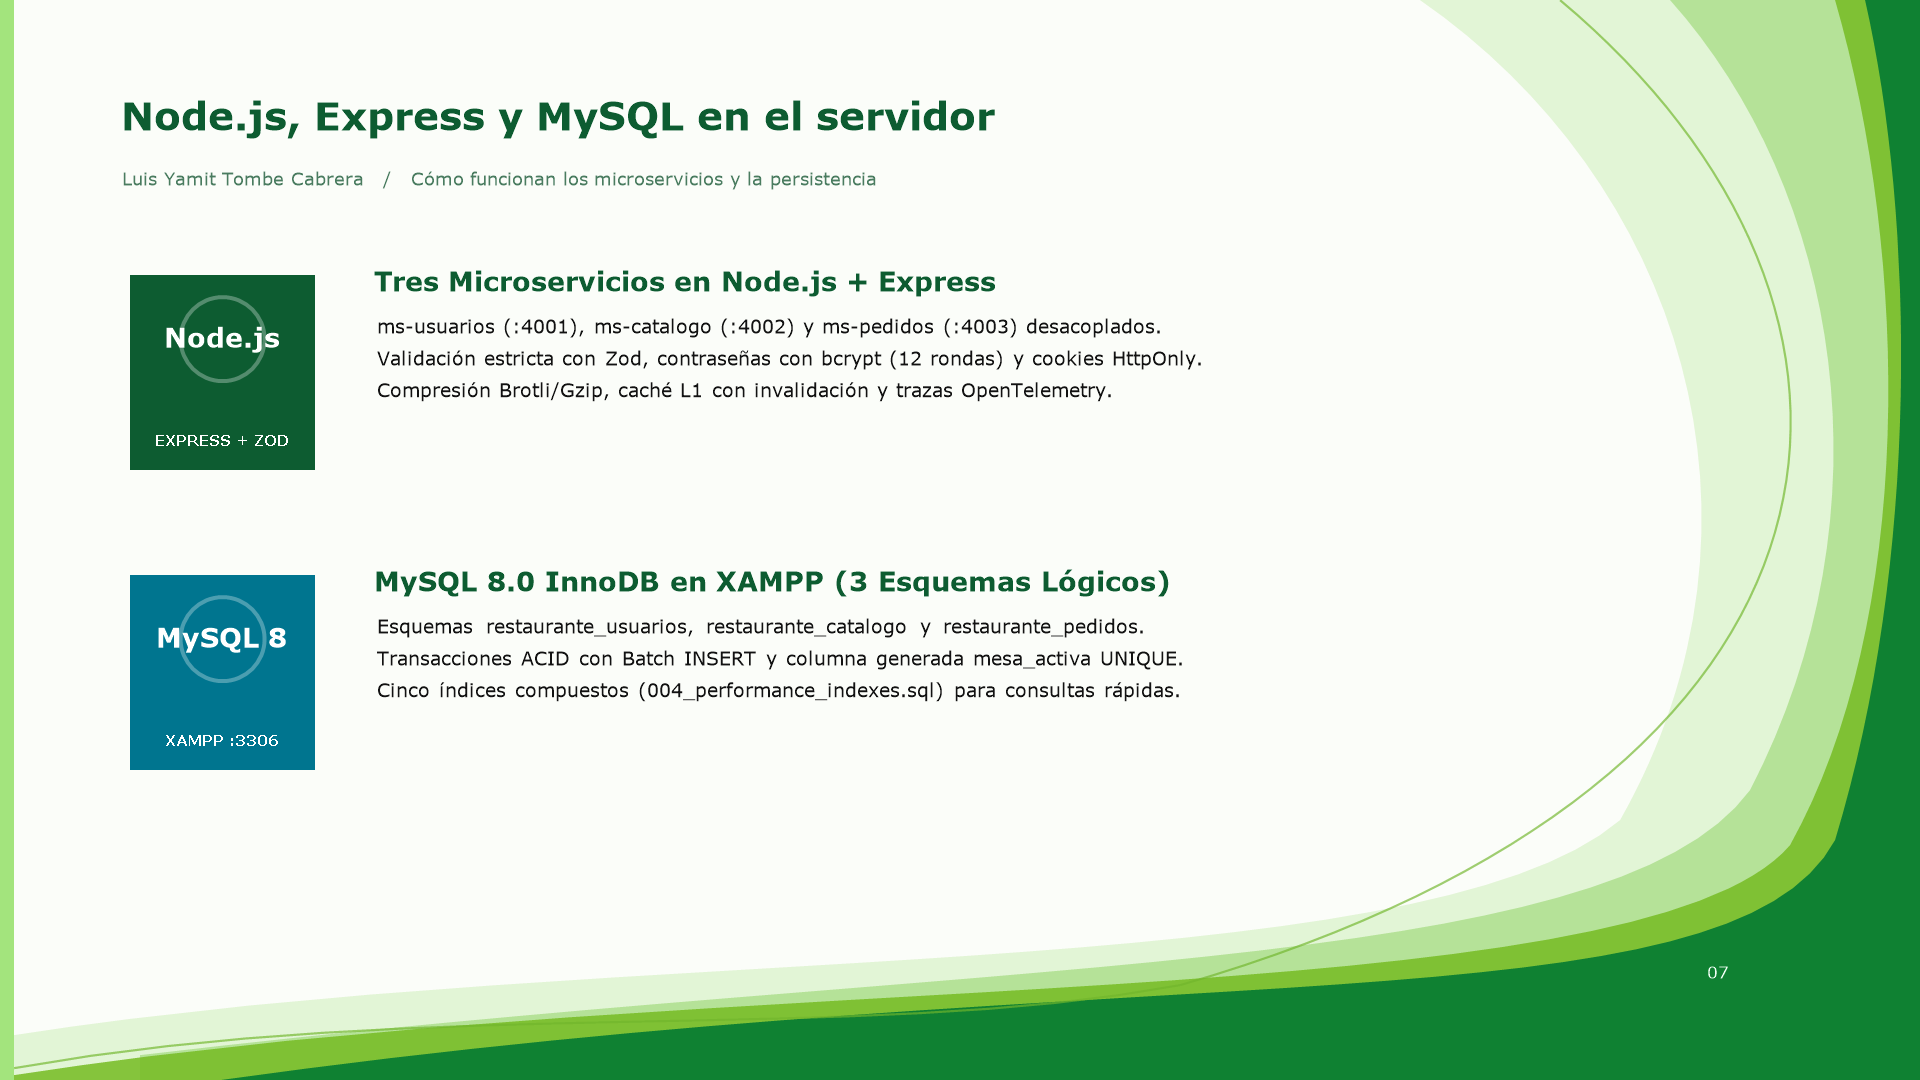 Node.js, Express y MySQL en el servidor
Luis Yamit Tombe Cabrera / Cómo funcionan los microservicios y la persistencia
Node.js
EXPRESS + ZOD
Tres Microservicios en Node.js + Express
ms-usuarios (:4001), ms-catalogo (:4002) y ms-pedidos (:4003) desacoplados.
Validación estricta con Zod, contraseñas con bcrypt (12 rondas) y cookies HttpOnly.
Compresión Brotli/Gzip, caché L1 con invalidación y trazas OpenTelemetry.
MySQL 8
XAMPP :3306
MySQL 8.0 InnoDB en XAMPP (3 Esquemas Lógicos)
Esquemas restaurante_usuarios, restaurante_catalogo y restaurante_pedidos.
Transacciones ACID con Batch INSERT y columna generada mesa_activa UNIQUE.
Cinco índices compuestos (004_performance_indexes.sql) para consultas rápidas.
07